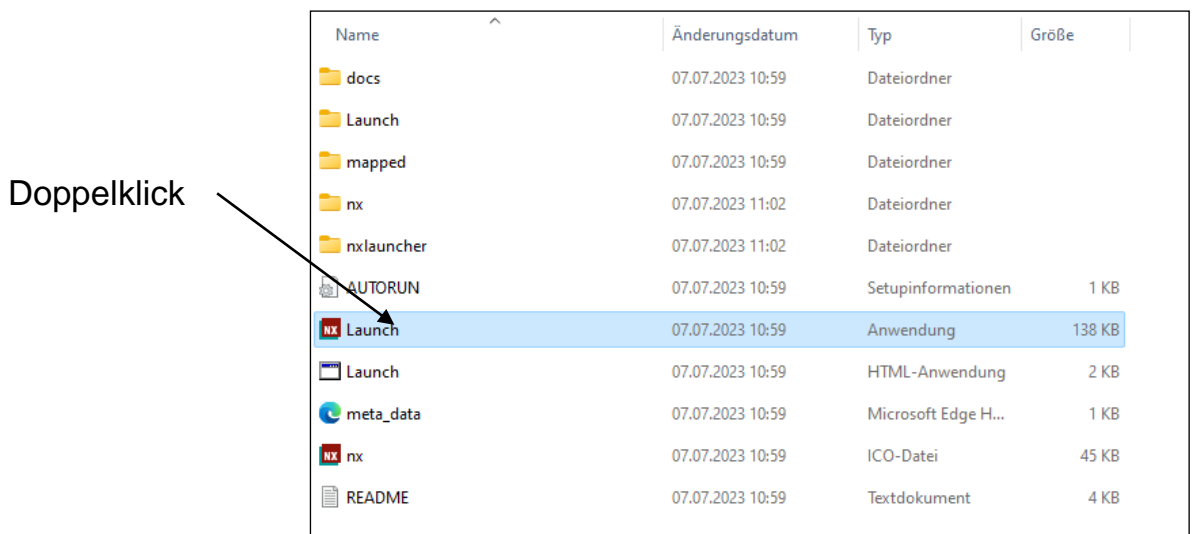 Name Änderungsdatum Typ Größe
docs 07.07.2023 10:59 Dateiordner
Launch 07.07.2023 10:59 Dateiordner
mapped 07.07.2023 10:59 Dateiordner
Doppelklick
nx 07.07.2023 11:02 Dateiordner
nxlauncher 07.07.2023 11:02 Dateiordner
AUTORUN 07.07.2023 10:59 Setupinformationen 1 KB
NX Launch 07.07.2023 10:59 Anwendung 138 KB
Launch 07.07.2023 10:59 HTML-Anwendung 2 KB
meta_data 07.07.2023 10:59 Microsoft Edge H... 1 KB
NX nx 07.07.2023 10:59 ICO-Datei 45 KB
README 07.07.2023 10:59 Textdokument 4 KB